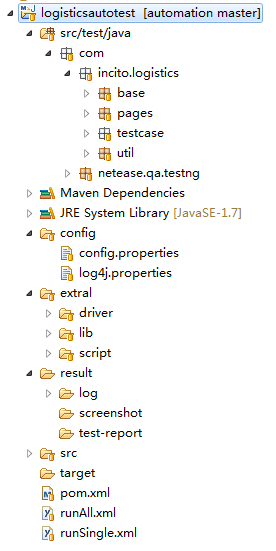 logisticsautotest [automation master]
src/test/java
com
incito.logistics
base
pages
testcase
util
netease.qa.testng
Maven Dependencies
JRE System Library [JavaSE-1.7]
config
config.properties
log4j.properties
extral
driver
lib
script
result
log
screenshot
test-report
src
target
pom.xml
runAll.xml
runSingle.xml